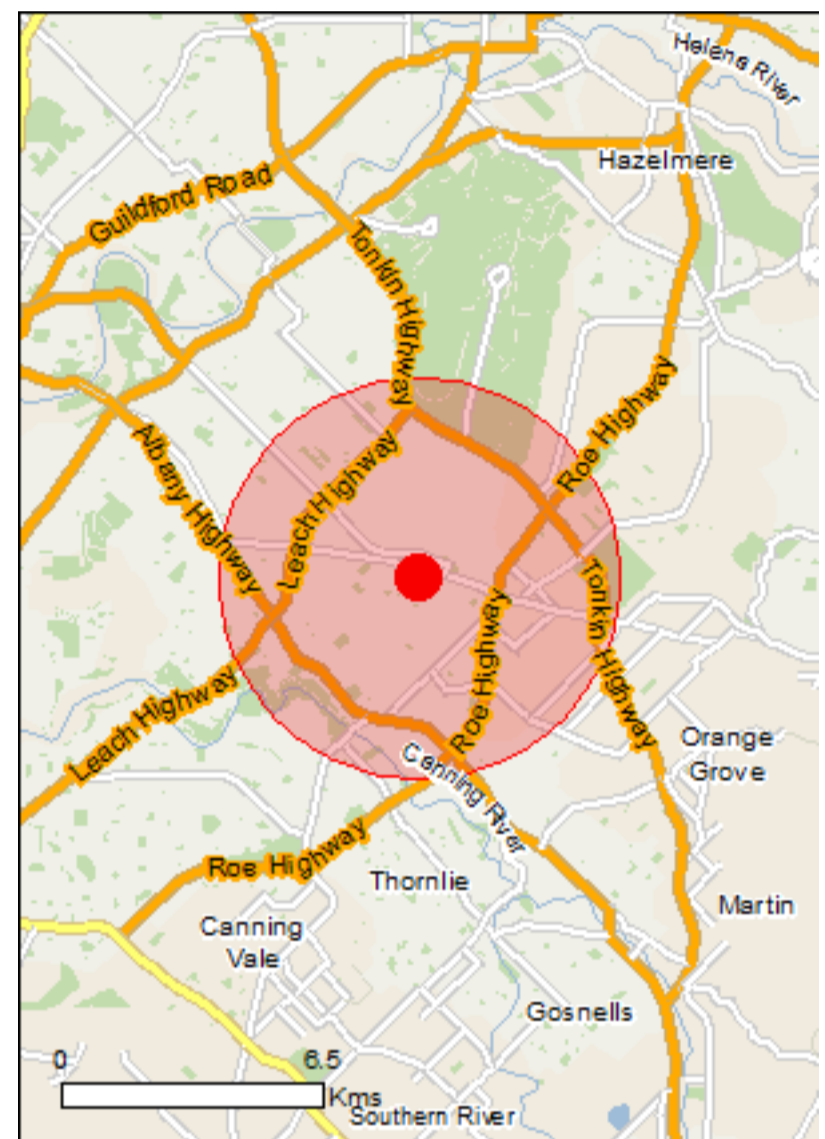 Helena River
Hazelmere
Guildford Road
Tonkin Highway
Roe Highway
Albany Highway
Leach Highway
Roe Highway
Tonkin Highway
Leach Highway
Orange
Grove
Canning River
Roe Highway
Thornlie
Martin
Canning
Vale
Gosnells
0 6.5
Kms
Southern River